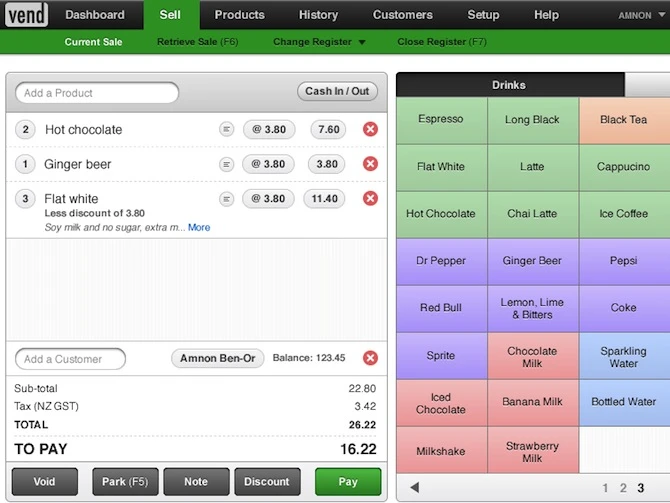 vend Dashboard Sell Products History Customers Setup Help AMNON
Current Sale Retrieve Sale (F6) Change Register Close Register (F7)
Add a Product Cash In / Out
2 Hot chocolate @ 3.80 7.60
1 Ginger beer @ 3.80 3.80
3 Flat white @ 3.80 11.40
Less discount of 3.80
Soy milk and no sugar, extra m... More
Add a Customer Amnon Ben-Or Balance: 123.45
Sub-total 22.80
Tax (NZ GST) 3.42
TOTAL 26.22
TO PAY 16.22
Void Park (F5) Note Discount Pay
Drinks
Espresso Long Black Black Tea
Flat White Latte Cappucino
Hot Chocolate Chai Latte Ice Coffee
Dr Pepper Ginger Beer Pepsi
Red Bull Lemon, Lime & Bitters Coke
Sprite Chocolate Milk Sparkling Water
Iced Chocolate Banana Milk Bottled Water
Milkshake Strawberry Milk
1 2 3